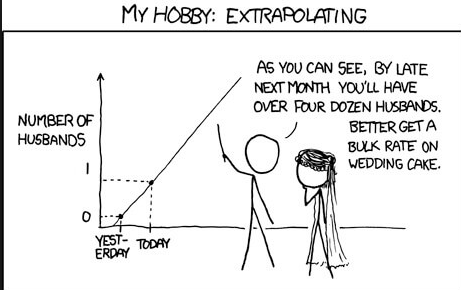 MY HOBBY: EXTRAPOLATING
AS YOU CAN SEE, BY LATE
NEXT MONTH YOU'LL HAVE
OVER FOUR DOZEN HUSBANDS.
BETTER GET A
BULK RATE ON
WEDDING CAKE.
NUMBER OF
HUSBANDS
1
0
YEST-
ERDAY
TODAY